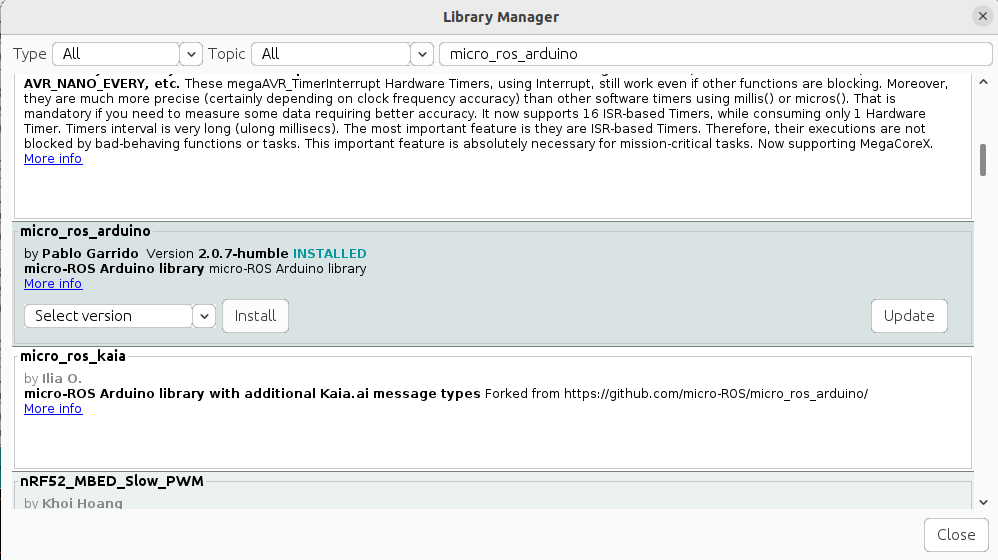 Library Manager
Type All Topic All micro_ros_arduino
AVR_NANO_EVERY, etc. These megaAVR_TimerInterrupt Hardware Timers, using Interrupt, still work even if other functions are blocking. Moreover,
they are much more precise (certainly depending on clock frequency accuracy) than other software timers using millis() or micros(). That is
mandatory if you need to measure some data requiring better accuracy. It now supports 16 ISR-based Timers, while consuming only 1 Hardware
Timer. Timers interval is very long (ulong millisecs). The most important feature is they are ISR-based Timers. Therefore, their executions are not
blocked by bad-behaving functions or tasks. This important feature is absolutely necessary for mission-critical tasks. Now supporting MegaCoreX.
More info
micro_ros_arduino
by Pablo Garrido Version 2.0.7-humble INSTALLED
micro-ROS Arduino library micro-ROS Arduino library
More info
Select version Install Update
micro_ros_kaia
by Ilia O.
micro-ROS Arduino library with additional Kaia.ai message types Forked from https://github.com/micro-ROS/micro_ros_arduino/
More info
nRF52_MBED_Slow_PWM
by Khoi Hoang
Close